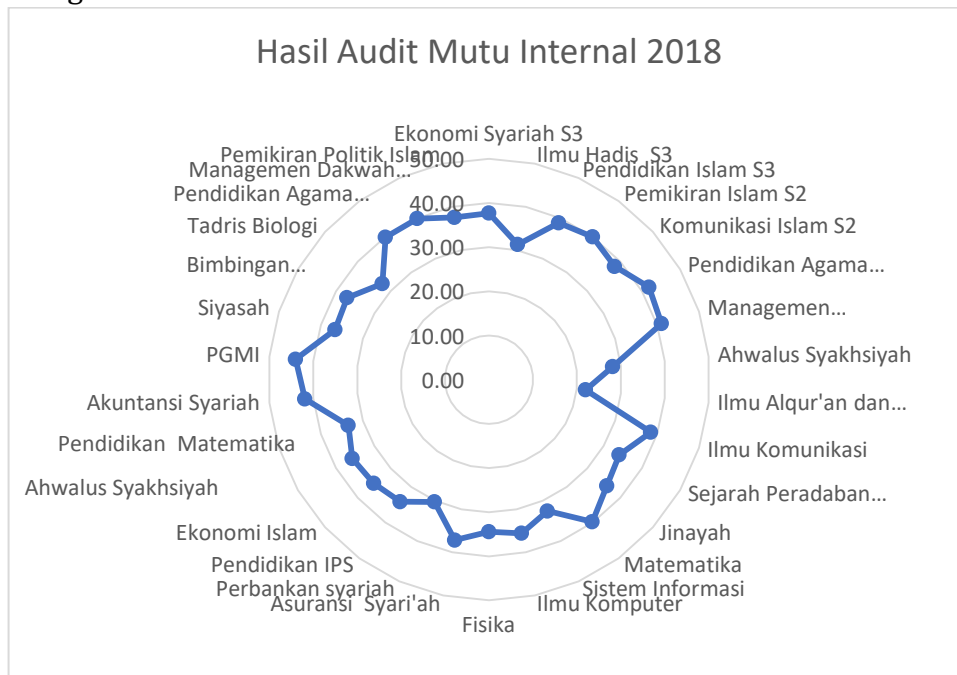 Hasil Audit Mutu Internal 2018
Ekonomi Syariah S3
Ilmu Hadis S3
Pendidikan Islam S3
Pemikiran Islam S2
Komunikasi Islam S2
Pendidikan Agama...
Managemen...
Ahwalus Syakhsiyah
Ilmu Alqur'an dan...
Ilmu Komunikasi
Sejarah Peradaban...
Jinayah
Matematika
Sistem Informasi
Ilmu Komputer
Fisika
Asuransi Syari'ah
Perbankan syariah
Pendidikan IPS
Ekonomi Islam
Ahwalus Syakhsiyah
Pendidikan Matematika
Akuntansi Syariah
PGMI
Siyasah
Bimbingan...
Tadris Biologi
Pendidikan Agama...
Managemen Dakwah...
Pemikiran Politik Islam
50.00
40.00
30.00
20.00
10.00
0.00